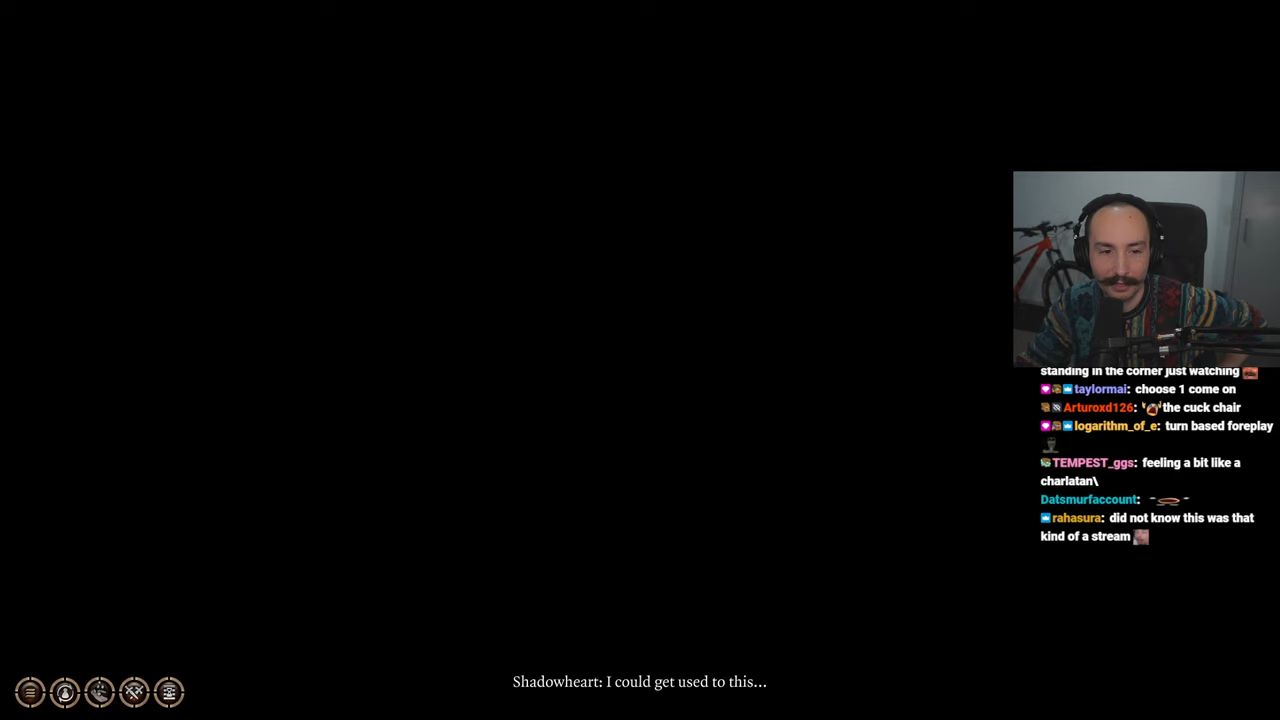 standing in the corner just watching
taylormai: choose 1 come on
Arturoxd126: the cuck chair
logarithm_of_e: turn based foreplay
TEMPEST_ggs: feeling a bit like a
charlatan\
Datsmurfaccount:
rahasura: did not know this was that
kind of a stream
Shadowheart: I could get used to this...